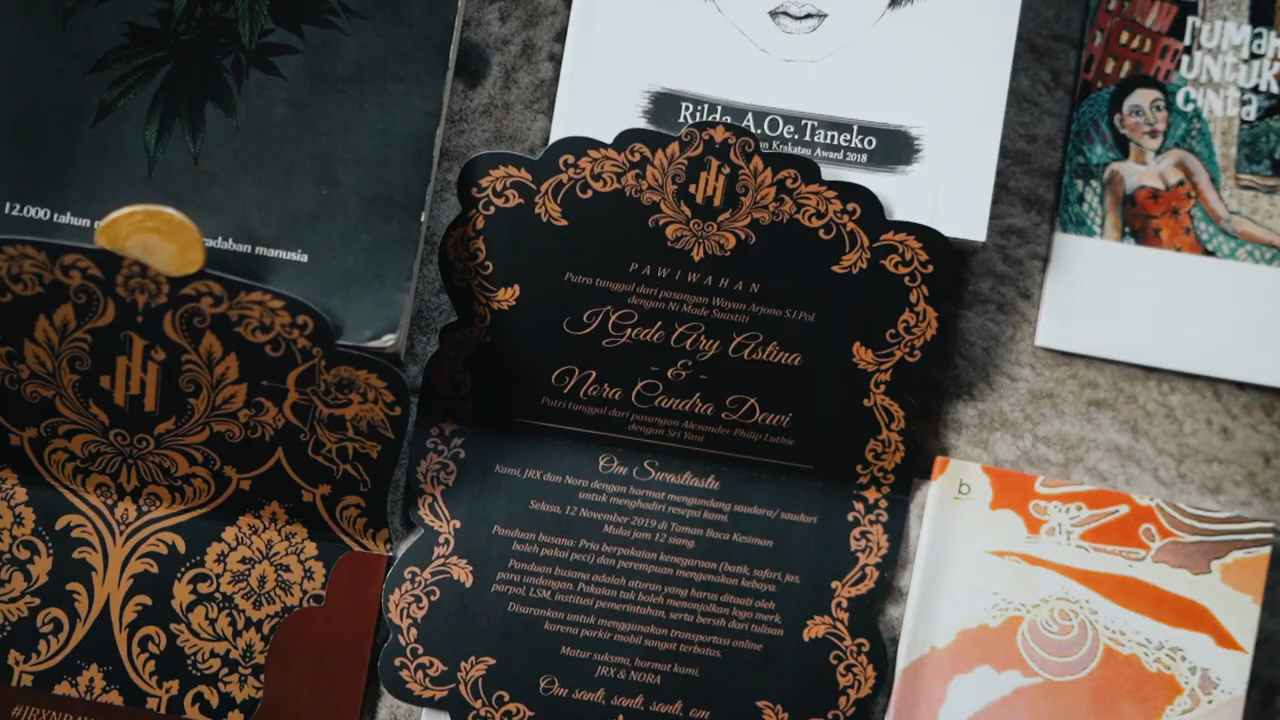 12.000 tahun
radaban manusia
Rilda A.Oe.Taneko
an Krakatau Award 2018
RUMAH
UNTUK
CINTA
b
PAWIWAHAN
Putra tunggal dari pasangan Wayan Arjono S.I.Pol.
dengan Ni Made Suastiti
I Gede Ary Astina
- & -
Nora Candra Dewi
Putri tunggal dari pasangan Alexander Philip Luthie
dengan Sri Yani
Om Swastiastu
Kami, JRX dan Nora dengan hormat mengundang saudara/ saudari
untuk menghadiri resepsi kami.
Selasa, 12 November 2019 di Taman Baca Kesiman
Mulai jam 12 siang.
Panduan busana: Pria berpakaian kenegaraan (batik, safari, jas,
boleh pakai peci) dan perempuan mengenakan kebaya.
Panduan busana adalah aturan yang harus ditaati oleh
para undangan. Pakaian tak boleh menonjolkan logo merk,
parpol, LSM, institusi pemerintahan, serta bersih dari tulisan
Disarankan untuk menggunakan transportasi online
karena parkir mobil sangat terbatas.
Matur suksma, hormat kami,
JRX & NORA
Om santi, santi, santi, om